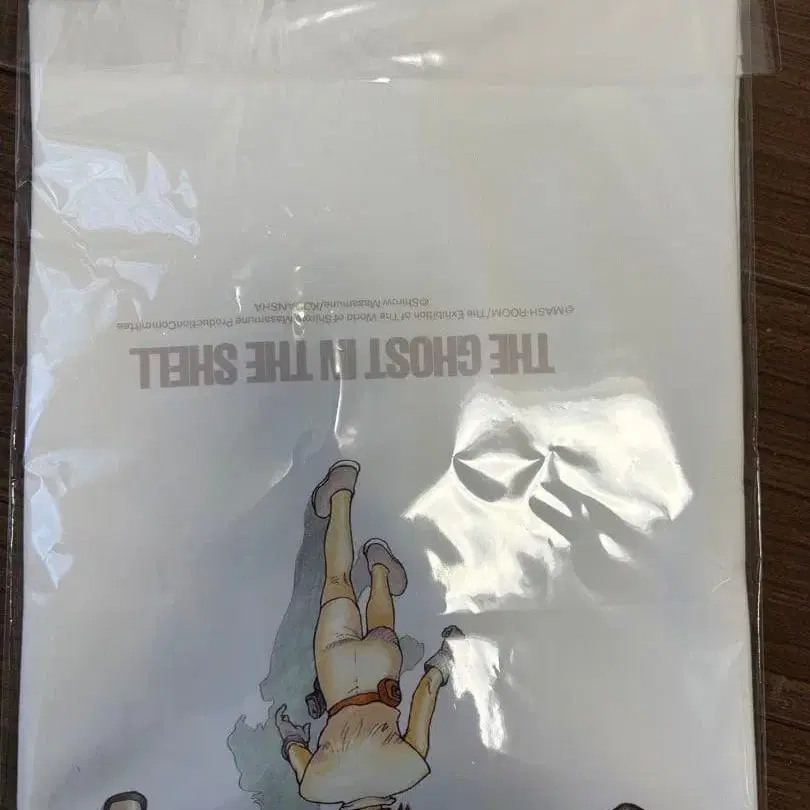 THE GHOST IN THE SHELL
©MASH・ROOM/The Exhibition of The World of Shirow Masamune ProductionCommittee
©Shirow Masamune/KODANSHA